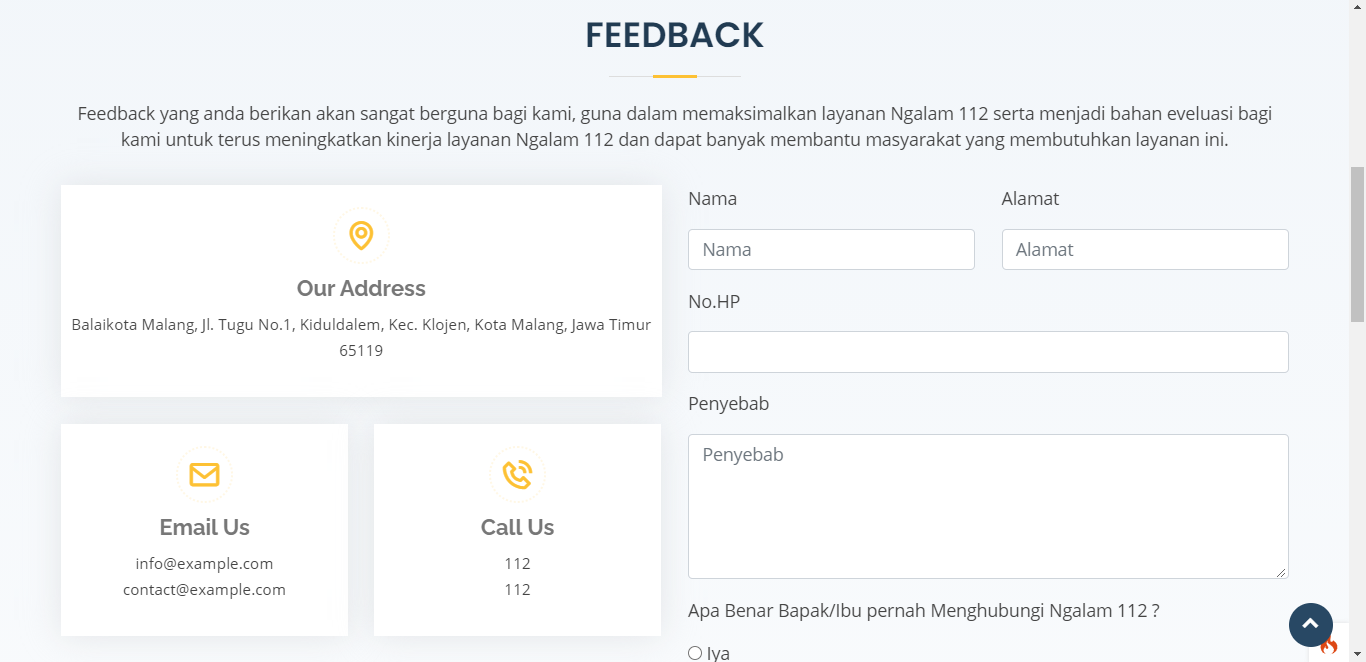 FEEDBACK
Feedback yang anda berikan akan sangat berguna bagi kami, guna dalam memaksimalkan layanan Ngalam 112 serta menjadi bahan eveluasi bagi
kami untuk terus meningkatkan kinerja layanan Ngalam 112 dan dapat banyak membantu masyarakat yang membutuhkan layanan ini.
Our Address
Balaikota Malang, Jl. Tugu No.1, Kiduldalem, Kec. Klojen, Kota Malang, Jawa Timur
65119
Email Us
info@example.com
contact@example.com
Call Us
112
112
Nama
Nama
Alamat
Alamat
No.HP
Penyebab
Penyebab
Apa Benar Bapak/Ibu pernah Menghubungi Ngalam 112 ?
Iya